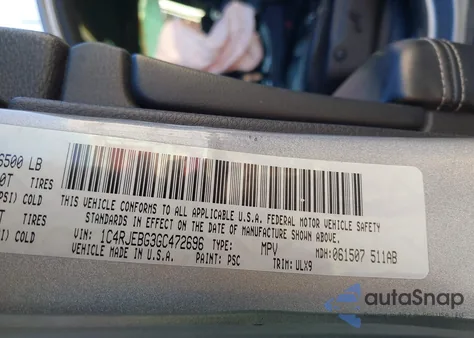 6500 LB
0T TIRES
PSI) COLD
T TIRES
SI) COLD
THIS VEHICLE CONFORMS TO ALL APPLICABLE U.S.A. FEDERAL MOTOR VEHICLE SAFETY
STANDARDS IN EFFECT ON THE DATE OF MANUFACTURE SHOWN ABOVE.
VIN: 1C4RJEBG3GC472696 TYPE: MPV MDH: 061507 511AB
VEHICLE MADE IN U.S.A. PAINT: PSC TRIM: ULX9
autoSnap